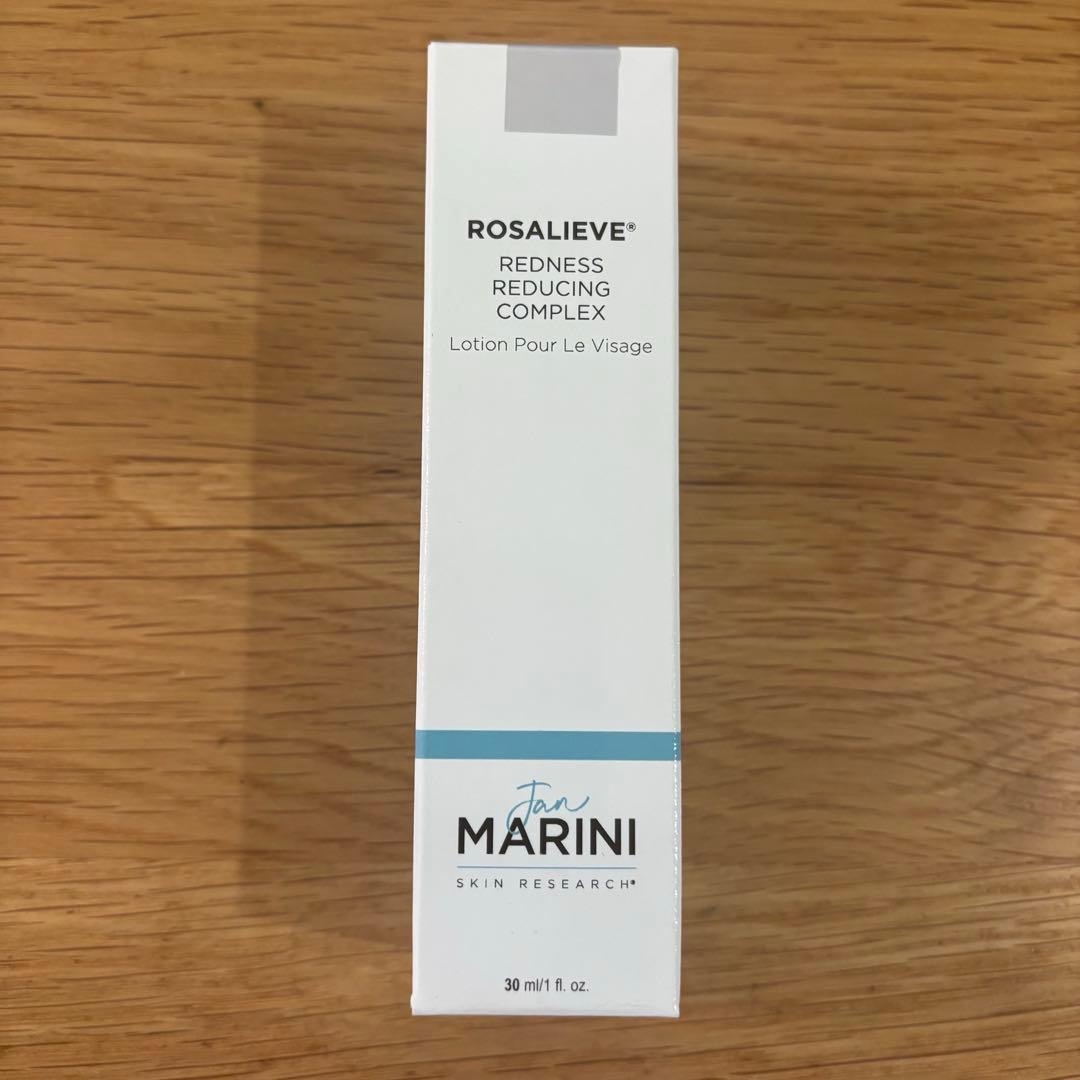 ROSALIEVE®
REDNESS
REDUCING
COMPLEX
Lotion Pour Le Visage
Jan
MARINI
SKIN RESEARCH®
30 ml/1 fl. oz.